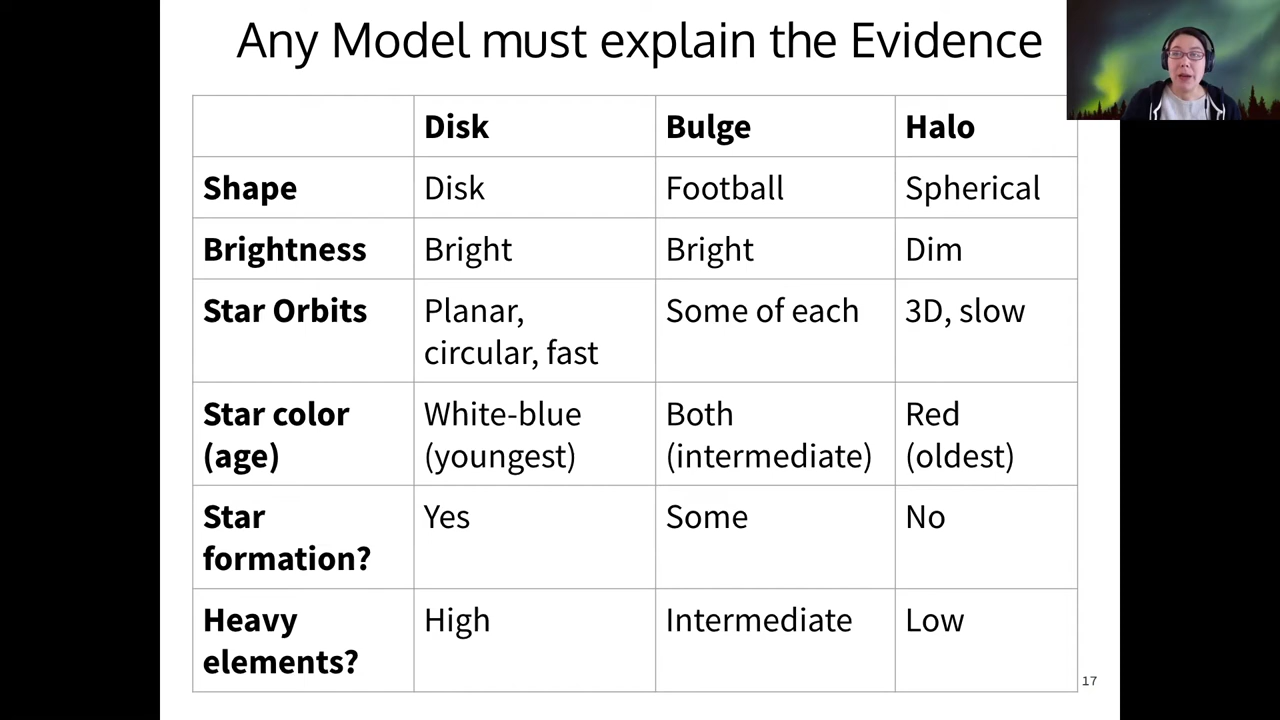 Any Model must explain the Evidence
Disk Bulge Halo
Shape Disk Football Spherical
Brightness Bright Bright Dim
Star Orbits Planar, Some of each 3D, slow
circular, fast
Star color White-blue Both Red
(age) (youngest) (intermediate) (oldest)
Star Yes Some No
formation?
Heavy High Intermediate Low
elements?
17